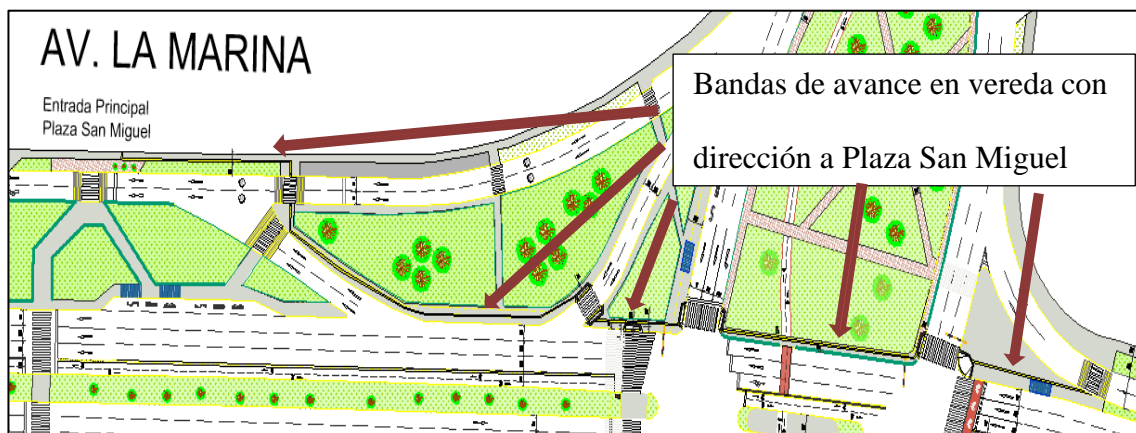 AV. LA MARINA
Entrada Principal
Plaza San Miguel
Bandas de avance en vereda con
dirección a Plaza San Miguel